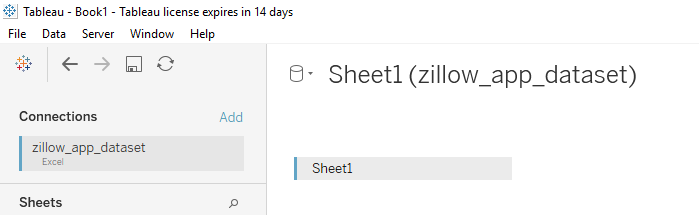 Tableau - Book1 - Tableau license expires in 14 days
File Data Server Window Help
Sheet1 (zillow_app_dataset)
Connections Add
zillow_app_dataset
Excel
Sheet1
Sheets